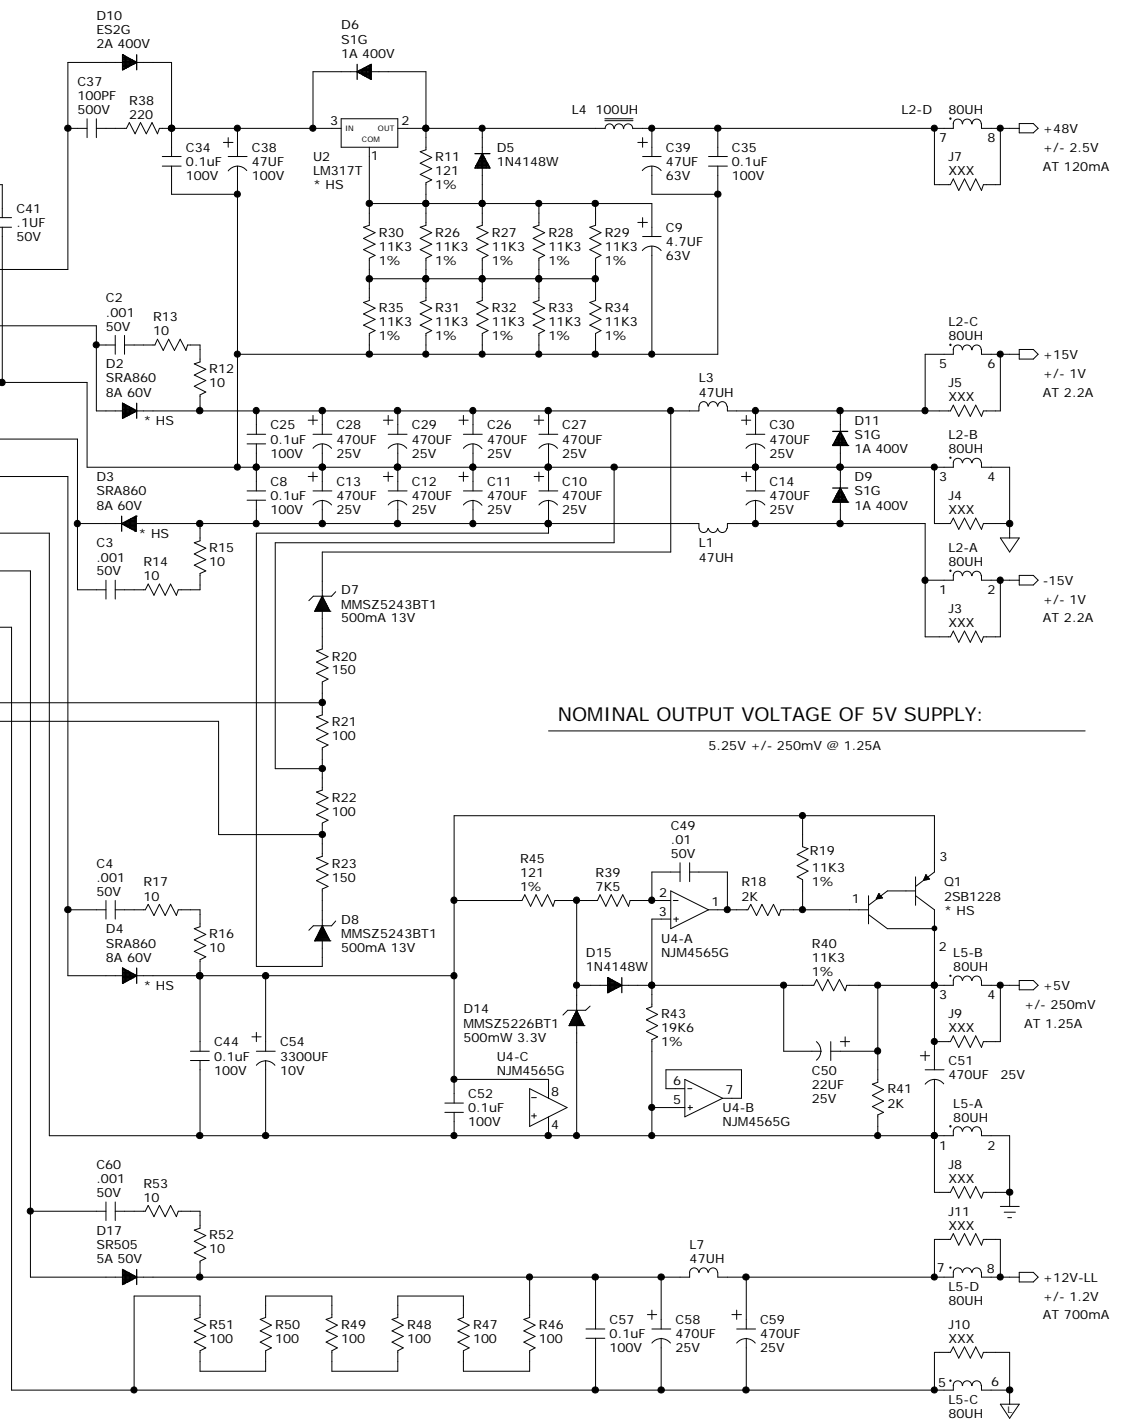 D10
ES2G
2A 400V
D6
S1G
1A 400V
C37
100PF
500V
R38
220
L4 100UH
L2-D 80UH
7 8
+48V
+/- 2.5V
AT 120mA
J7
XXX
3 IN OUT 2
COM
1
U2
LM317T
* HS
C34
0.1uF
100V
+ C38
47UF
100V
R11
121
1%
D5
1N4148W
+ C39
47UF
63V
C35
0.1uF
100V
C41
.1UF
50V
R30
11K3
1%
R26
11K3
1%
R27
11K3
1%
R28
11K3
1%
R29
11K3
1%
+ C9
4.7UF
63V
R35
11K3
1%
R31
11K3
1%
R32
11K3
1%
R33
11K3
1%
R34
11K3
1%
C2
.001
50V
R13
10
R12
10
D2
SRA860
8A 60V
* HS
L3
47UH
L2-C
80UH
5 6
+15V
+/- 1V
AT 2.2A
J5
XXX
C25
0.1uF
100V
+ C28
470UF
25V
+ C29
470UF
25V
+ C26
470UF
25V
+ C27
470UF
25V
+ C30
470UF
25V
D11
S1G
1A 400V
L2-B
80UH
3 4
J4
XXX
D3
SRA860
8A 60V
* HS
C8
0.1uF
100V
+ C13
470UF
25V
+ C12
470UF
25V
+ C11
470UF
25V
+ C10
470UF
25V
+ C14
470UF
25V
D9
S1G
1A 400V
C3
.001
50V
R14
10
R15
10
L1
47UH
L2-A
80UH
1 2
-15V
+/- 1V
AT 2.2A
J3
XXX
D7
MMSZ5243BT1
500mA 13V
R20
150
R21
100
R22
100
R23
150
D8
MMSZ5243BT1
500mA 13V
NOMINAL OUTPUT VOLTAGE OF 5V SUPPLY:
5.25V +/- 250mV @ 1.25A
C4
.001
50V
R17
10
R16
10
D4
SRA860
8A 60V
* HS
R45
121
1%
R39
7K5
C49
.01
50V
2 -
3 +
1
U4-A
NJM4565G
R18
2K
R19
11K3
1%
1
3
2
Q1
2SB1228
* HS
D15
1N4148W
R40
11K3
1%
L5-B
80UH
3 4
+5V
+/- 250mV
AT 1.25A
J9
XXX
D14
MMSZ5226BT1
500mW 3.3V
R43
19K6
1%
C44
0.1uF
100V
+ C54
3300UF
10V
U4-C
NJM4565G
8
-
+
4
C52
0.1uF
100V
6 -
5 +
7
U4-B
NJM4565G
+
C50
22UF
25V
R41
2K
+ C51
470UF 25V
L5-A
80UH
1 2
J8
XXX
C60
.001
50V
R53
10
R52
10
D17
SR505
5A 50V
L7
47UH
J11
XXX
7 8
L5-D
80UH
+12V-LL
+/- 1.2V
AT 700mA
R51
100
R50
100
R49
100
R48
100
R47
100
R46
100
C57
0.1uF
100V
+ C58
470UF
25V
+ C59
470UF
25V
J10
XXX
5 6
L5-C
80UH
L